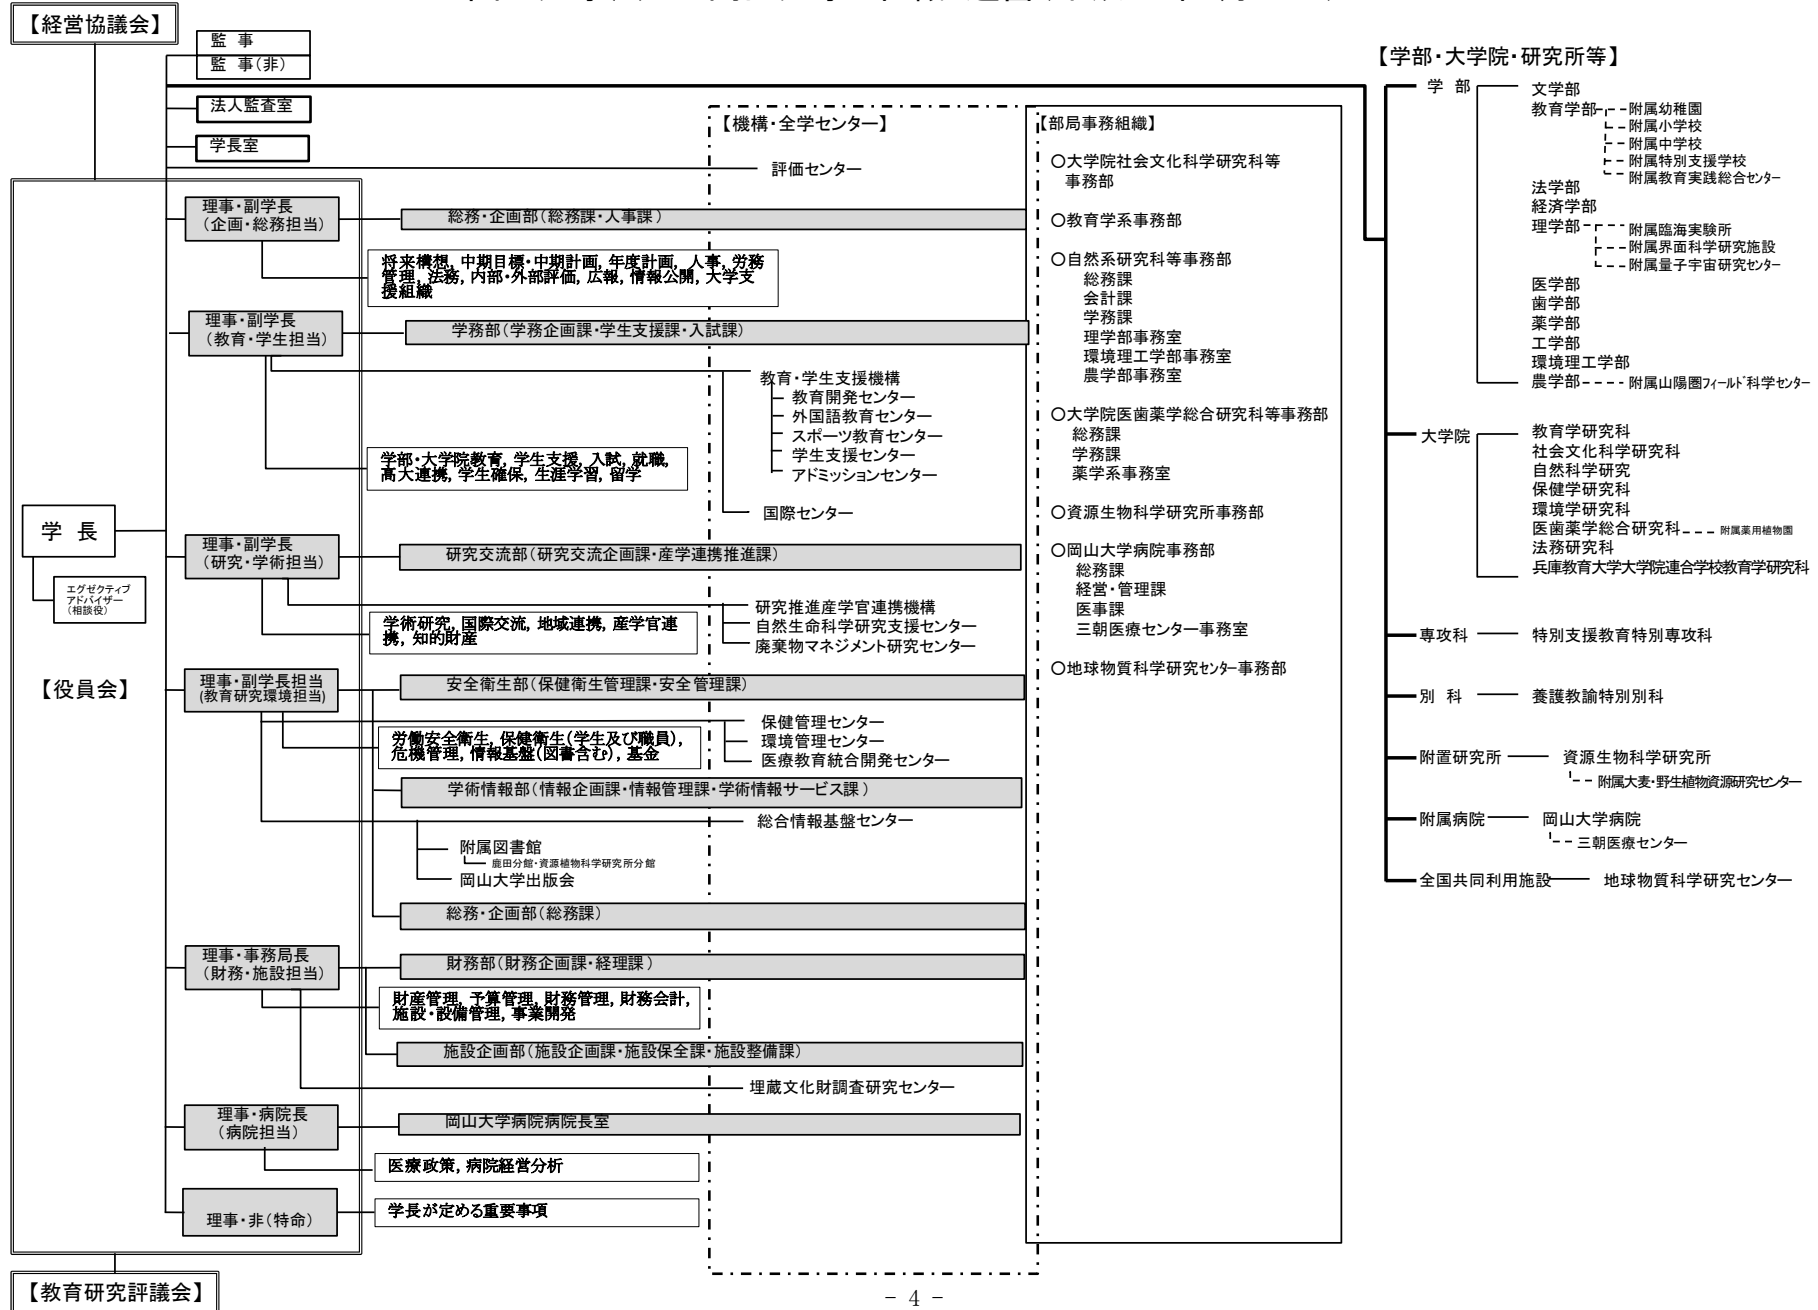 【経営協議会】
監 事
監 事(非)
法人監査室
学長室
【役員会】
学 長
エグゼクティブ
アドバイザー
(相談役)
理事・副学長
(企画・総務担当)
総務・企画部(総務課・人事課)
将来構想, 中期目標・中期計画, 年度計画, 人事, 労務
管理, 法務, 内部・外部評価, 広報, 情報公開, 大学支
援組織
理事・副学長
(教育・学生担当)
学務部(学務企画課・学生支援課・入試課)
学部・大学院教育, 学生支援, 入試, 就職,
高大連携, 学生確保, 生涯学習, 留学
理事・副学長
(研究・学術担当)
研究交流部(研究交流企画課・産学連携推進課)
学術研究, 国際交流, 地域連携, 産学官連
携, 知的財産
理事・副学長担当
(教育研究環境担当)
安全衛生部(保健衛生管理課・安全管理課)
労働安全衛生, 保健衛生(学生及び職員),
危機管理, 情報基盤(図書含む), 基金
学術情報部(情報企画課・情報管理課・学術情報サービス課)
附属図書館
鹿田分館・資源植物科学研究所分館
岡山大学出版会
総務・企画部(総務課)
理事・事務局長
(財務・施設担当)
財務部(財務企画課・経理課)
財産管理, 予算管理, 財務管理, 財務会計,
施設・設備管理, 事業開発
施設企画部(施設企画課・施設保全課・施設整備課)
理事・病院長
(病院担当)
岡山大学病院病院長室
医療政策, 病院経営分析
理事・非(特命)
学長が定める重要事項
【教育研究評議会】
【機構・全学センター】
評価センター
教育・学生支援機構
教育開発センター
外国語教育センター
スポーツ教育センター
学生支援センター
アドミッションセンター
国際センター
研究推進産学官連携機構
自然生命科学研究支援センター
廃棄物マネジメント研究センター
保健管理センター
環境管理センター
医療教育統合開発センター
総合情報基盤センター
埋蔵文化財調査研究センター
【部局事務組織】
○大学院社会文化科学研究科等
事務部
○教育学系事務部
○自然系研究科等事務部
総務課
会計課
学務課
理学部事務室
環境理工学部事務室
農学部事務室
○大学院医歯薬学総合研究科等事務部
総務課
学務課
薬学系事務室
○資源生物科学研究所事務部
○岡山大学病院事務部
総務課
経営・管理課
医事課
三朝医療センター事務室
○地球物質科学研究センター事務部
【学部・大学院・研究所等】
学 部
文学部
教育学部
附属幼稚園
附属小学校
附属中学校
附属特別支援学校
附属教育実践総合センター
法学部
経済学部
理学部
附属臨海実験所
附属界面科学研究施設
附属量子宇宙研究センター
医学部
歯学部
薬学部
工学部
環境理工学部
農学部
附属山陽圏フィールド科学センター
大学院
教育学研究科
社会文化科学研究科
自然科学研究
保健学研究科
環境学研究科
医歯薬学総合研究科
附属薬用植物園
法務研究科
兵庫教育大学大学院連合学校教育学研究科
専攻科
特別支援教育特別専攻科
別 科
養護教諭特別別科
附置研究所
資源生物科学研究所
附属大麦・野生植物資源研究センター
附属病院
岡山大学病院
三朝医療センター
全国共同利用施設
地球物質科学研究センター
- 4 -